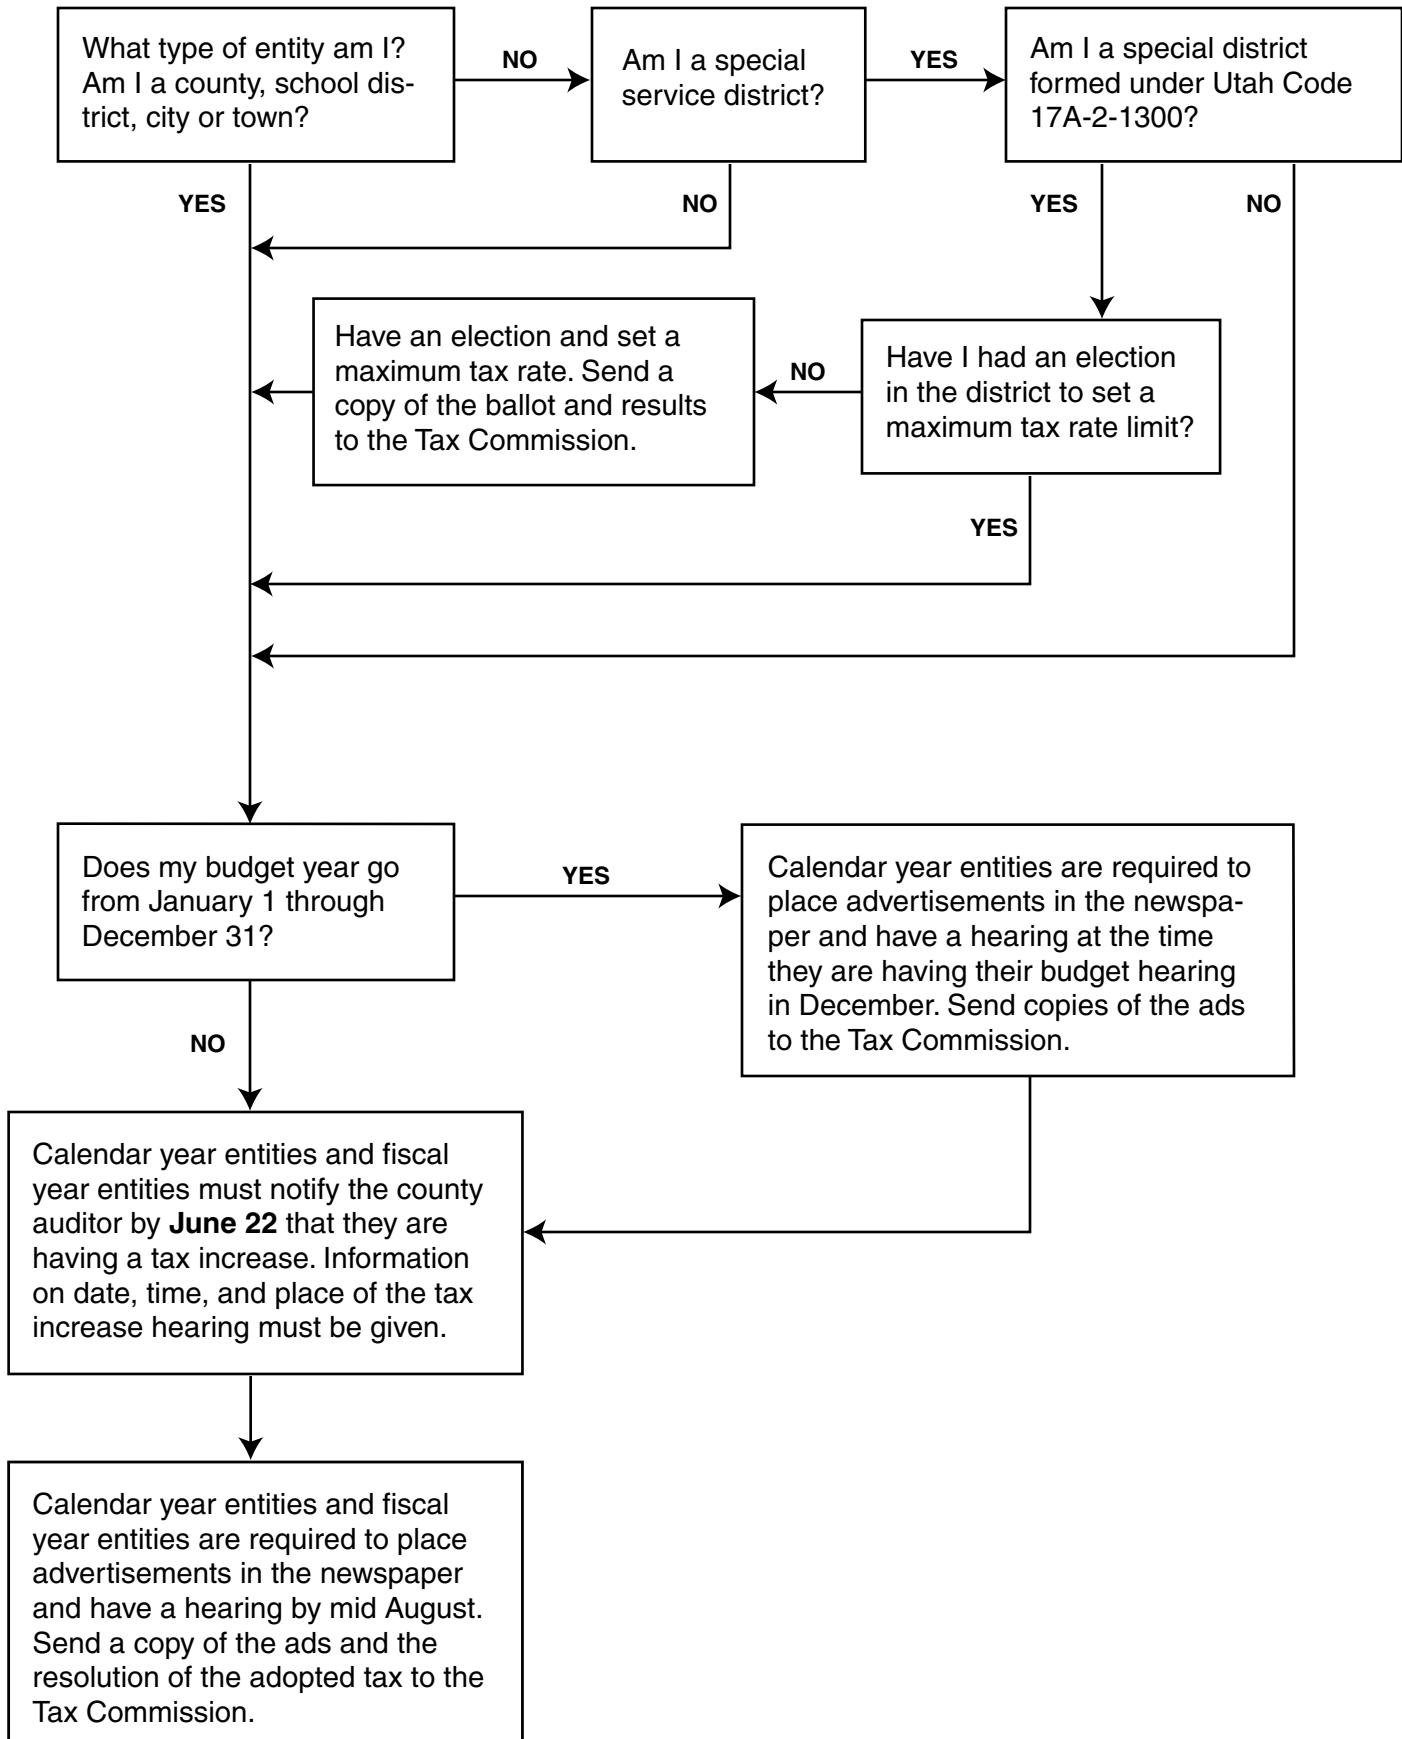 What type of entity am I?
Am I a county, school dis-
trict, city or town?
NO
Am I a special
service district?
YES
Am I a special district
formed under Utah Code
17A-2-1300?
YES
NO
YES
NO
Have an election and set a
maximum tax rate. Send a
copy of the ballot and results
to the Tax Commission.
NO
Have I had an election
in the district to set a
maximum tax rate limit?
YES
Does my budget year go
from January 1 through
December 31?
YES
Calendar year entities are required to
place advertisements in the newspa-
per and have a hearing at the time
they are having their budget hearing
in December. Send copies of the ads
to the Tax Commission.
NO
Calendar year entities and fiscal
year entities must notify the county
auditor by June 22 that they are
having a tax increase. Information
on date, time, and place of the tax
increase hearing must be given.
Calendar year entities and fiscal
year entities are required to place
advertisements in the newspaper
and have a hearing by mid August.
Send a copy of the ads and the
resolution of the adopted tax to the
Tax Commission.